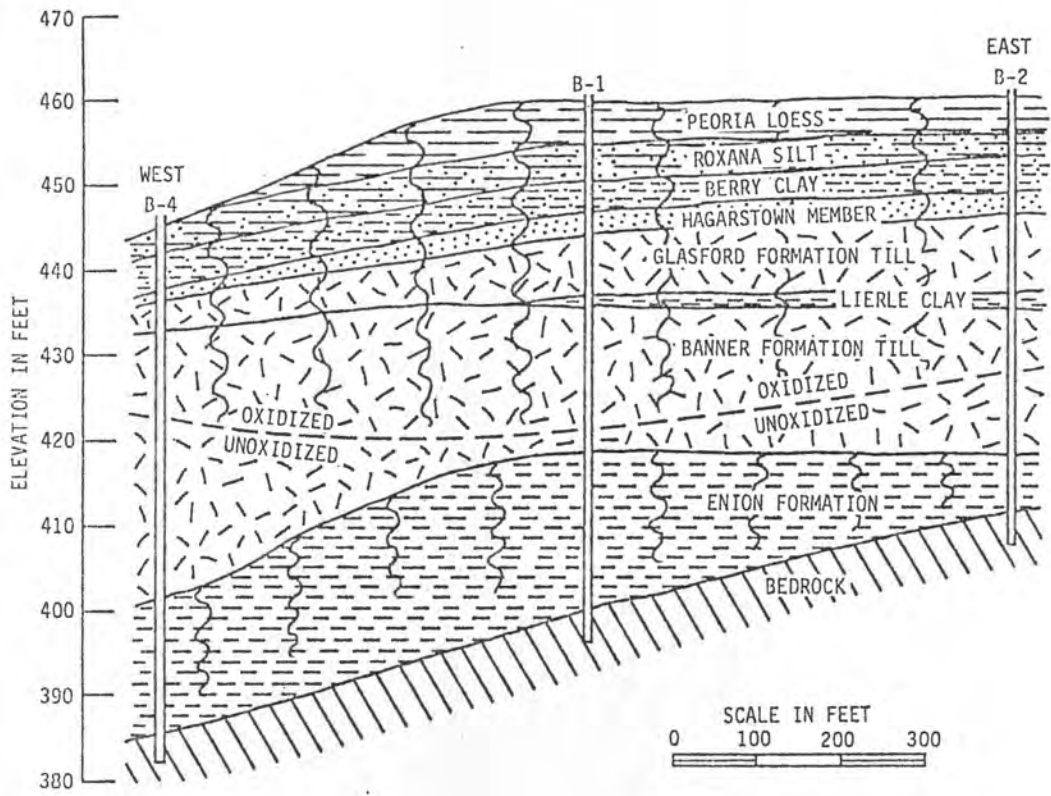 470
460
450
440
430
420
410
400
390
380
ELEVATION IN FEET
WEST
B-4
B-1
EAST
B-2
PEORIA LOESS
ROXANA SILT
BERRY CLAY
HAGARSTOWN MEMBER
GLASFORD FORMATION TILL
LIERLE CLAY
BANNER FORMATION TILL
OXIDIZED
UNOXIDIZED
OXIDIZED
UNOXIDIZED
ENION FORMATION
BEDROCK
SCALE IN FEET
0 100 200 300